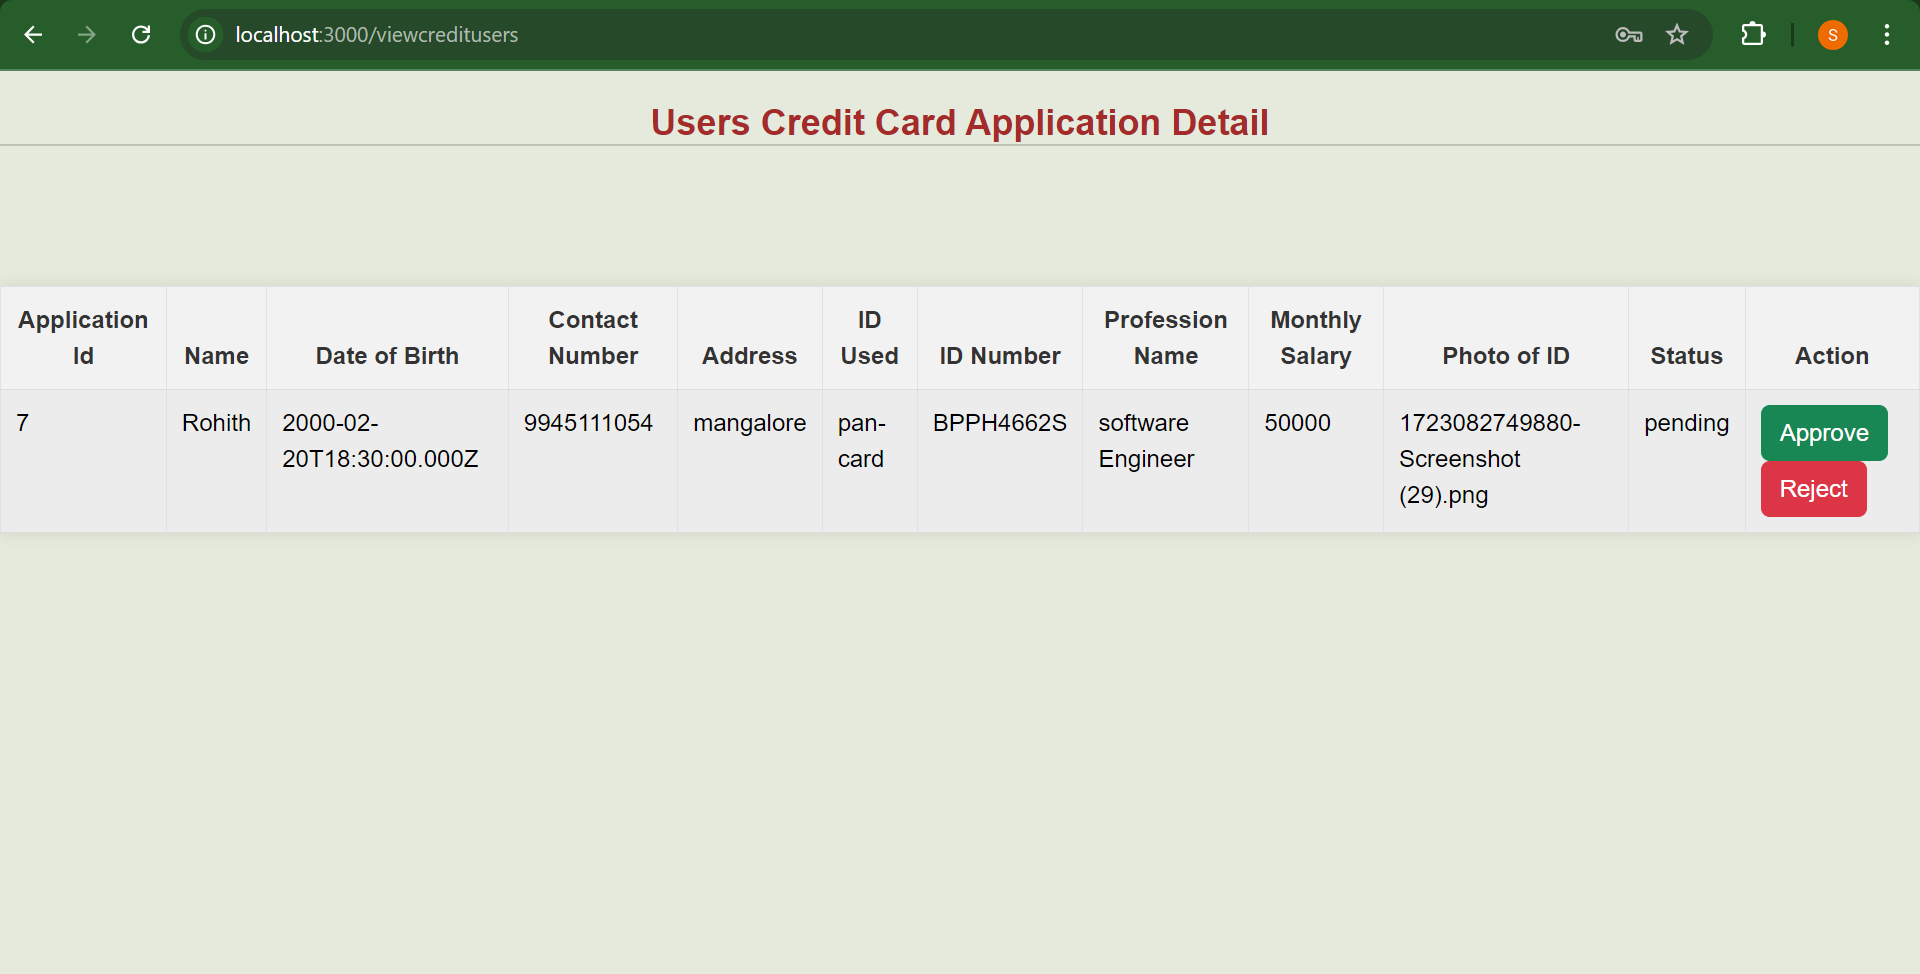 localhost:3000/viewcreditusers
S
Users Credit Card Application Detail
Application Id
Name
Date of Birth
Contact Number
Address
ID Used
ID Number
Profession Name
Monthly Salary
Photo of ID
Status
Action
7
Rohith
2000-02-
20T18:30:00.000Z
9945111054
mangalore
pan-
card
BPPH4662S
software
Engineer
50000
1723082749880-
Screenshot
(29).png
pending
Approve
Reject